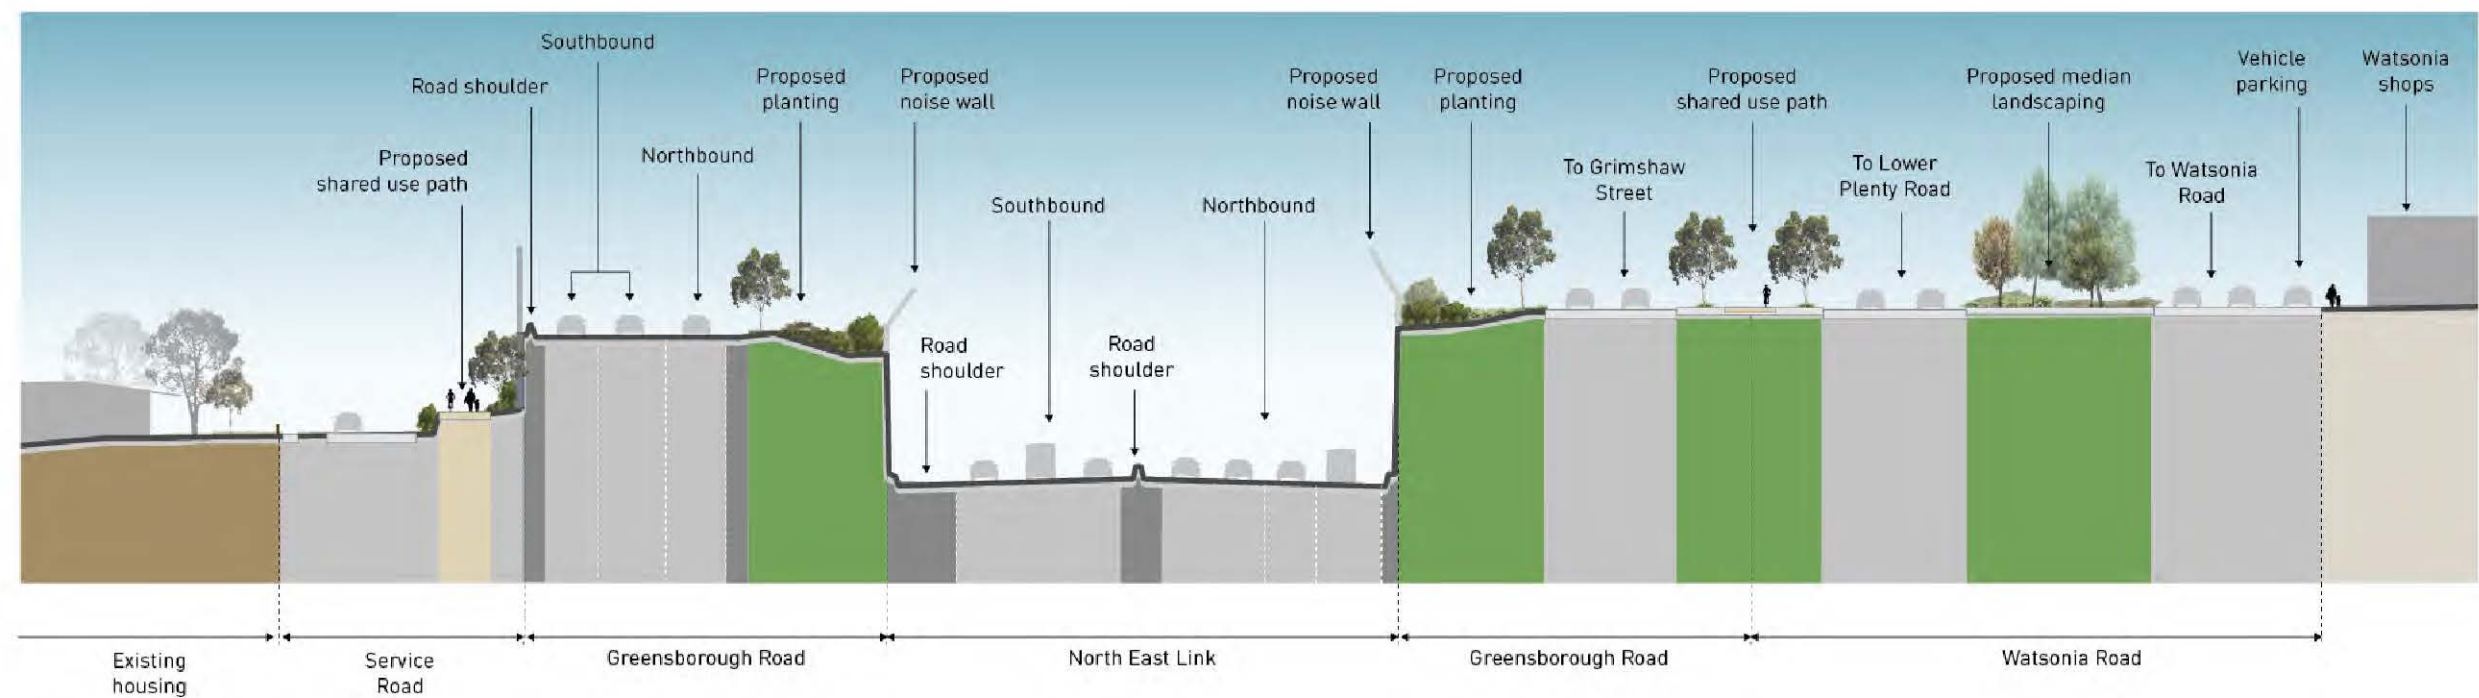 Southbound
Road shoulder
Proposed
shared use path
Northbound
Proposed
planting
Proposed
noise wall
Road
shoulder
Southbound
Road
shoulder
Northbound
Proposed
noise wall
Proposed
planting
To Grimshaw
Street
Proposed
shared use path
To Lower
Plenty Road
Proposed median
landscaping
To Watsonia
Road
Vehicle
parking
Watsonia
shops
Existing
housing
Service
Road
Greensborough Road
North East Link
Greensborough Road
Watsonia Road